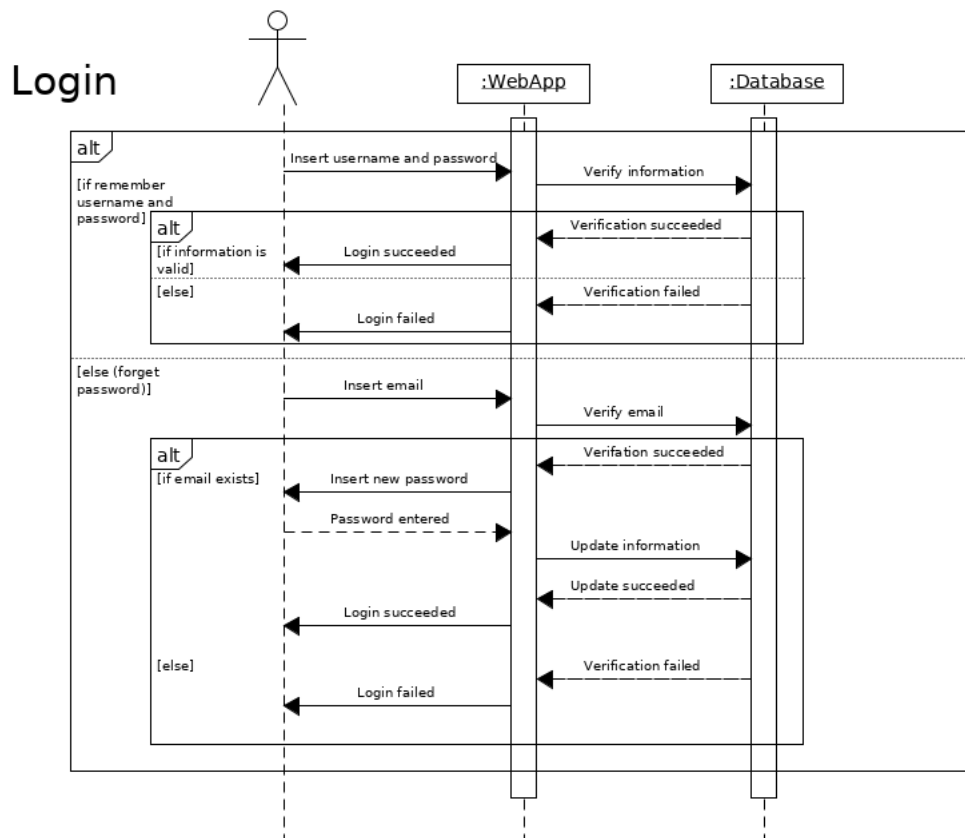 Login
:WebApp
:Database
alt
Insert username and password
Verify information
[if remember
username and
password]
alt
Verification succeeded
[if information is
valid]
Login succeeded
[else]
Verification failed
Login failed
[else (forget
password)]
Insert email
Verify email
alt
Verifation succeeded
[if email exists]
Insert new password
Password entered
Update information
Update succeeded
Login succeeded
[else]
Verification failed
Login failed